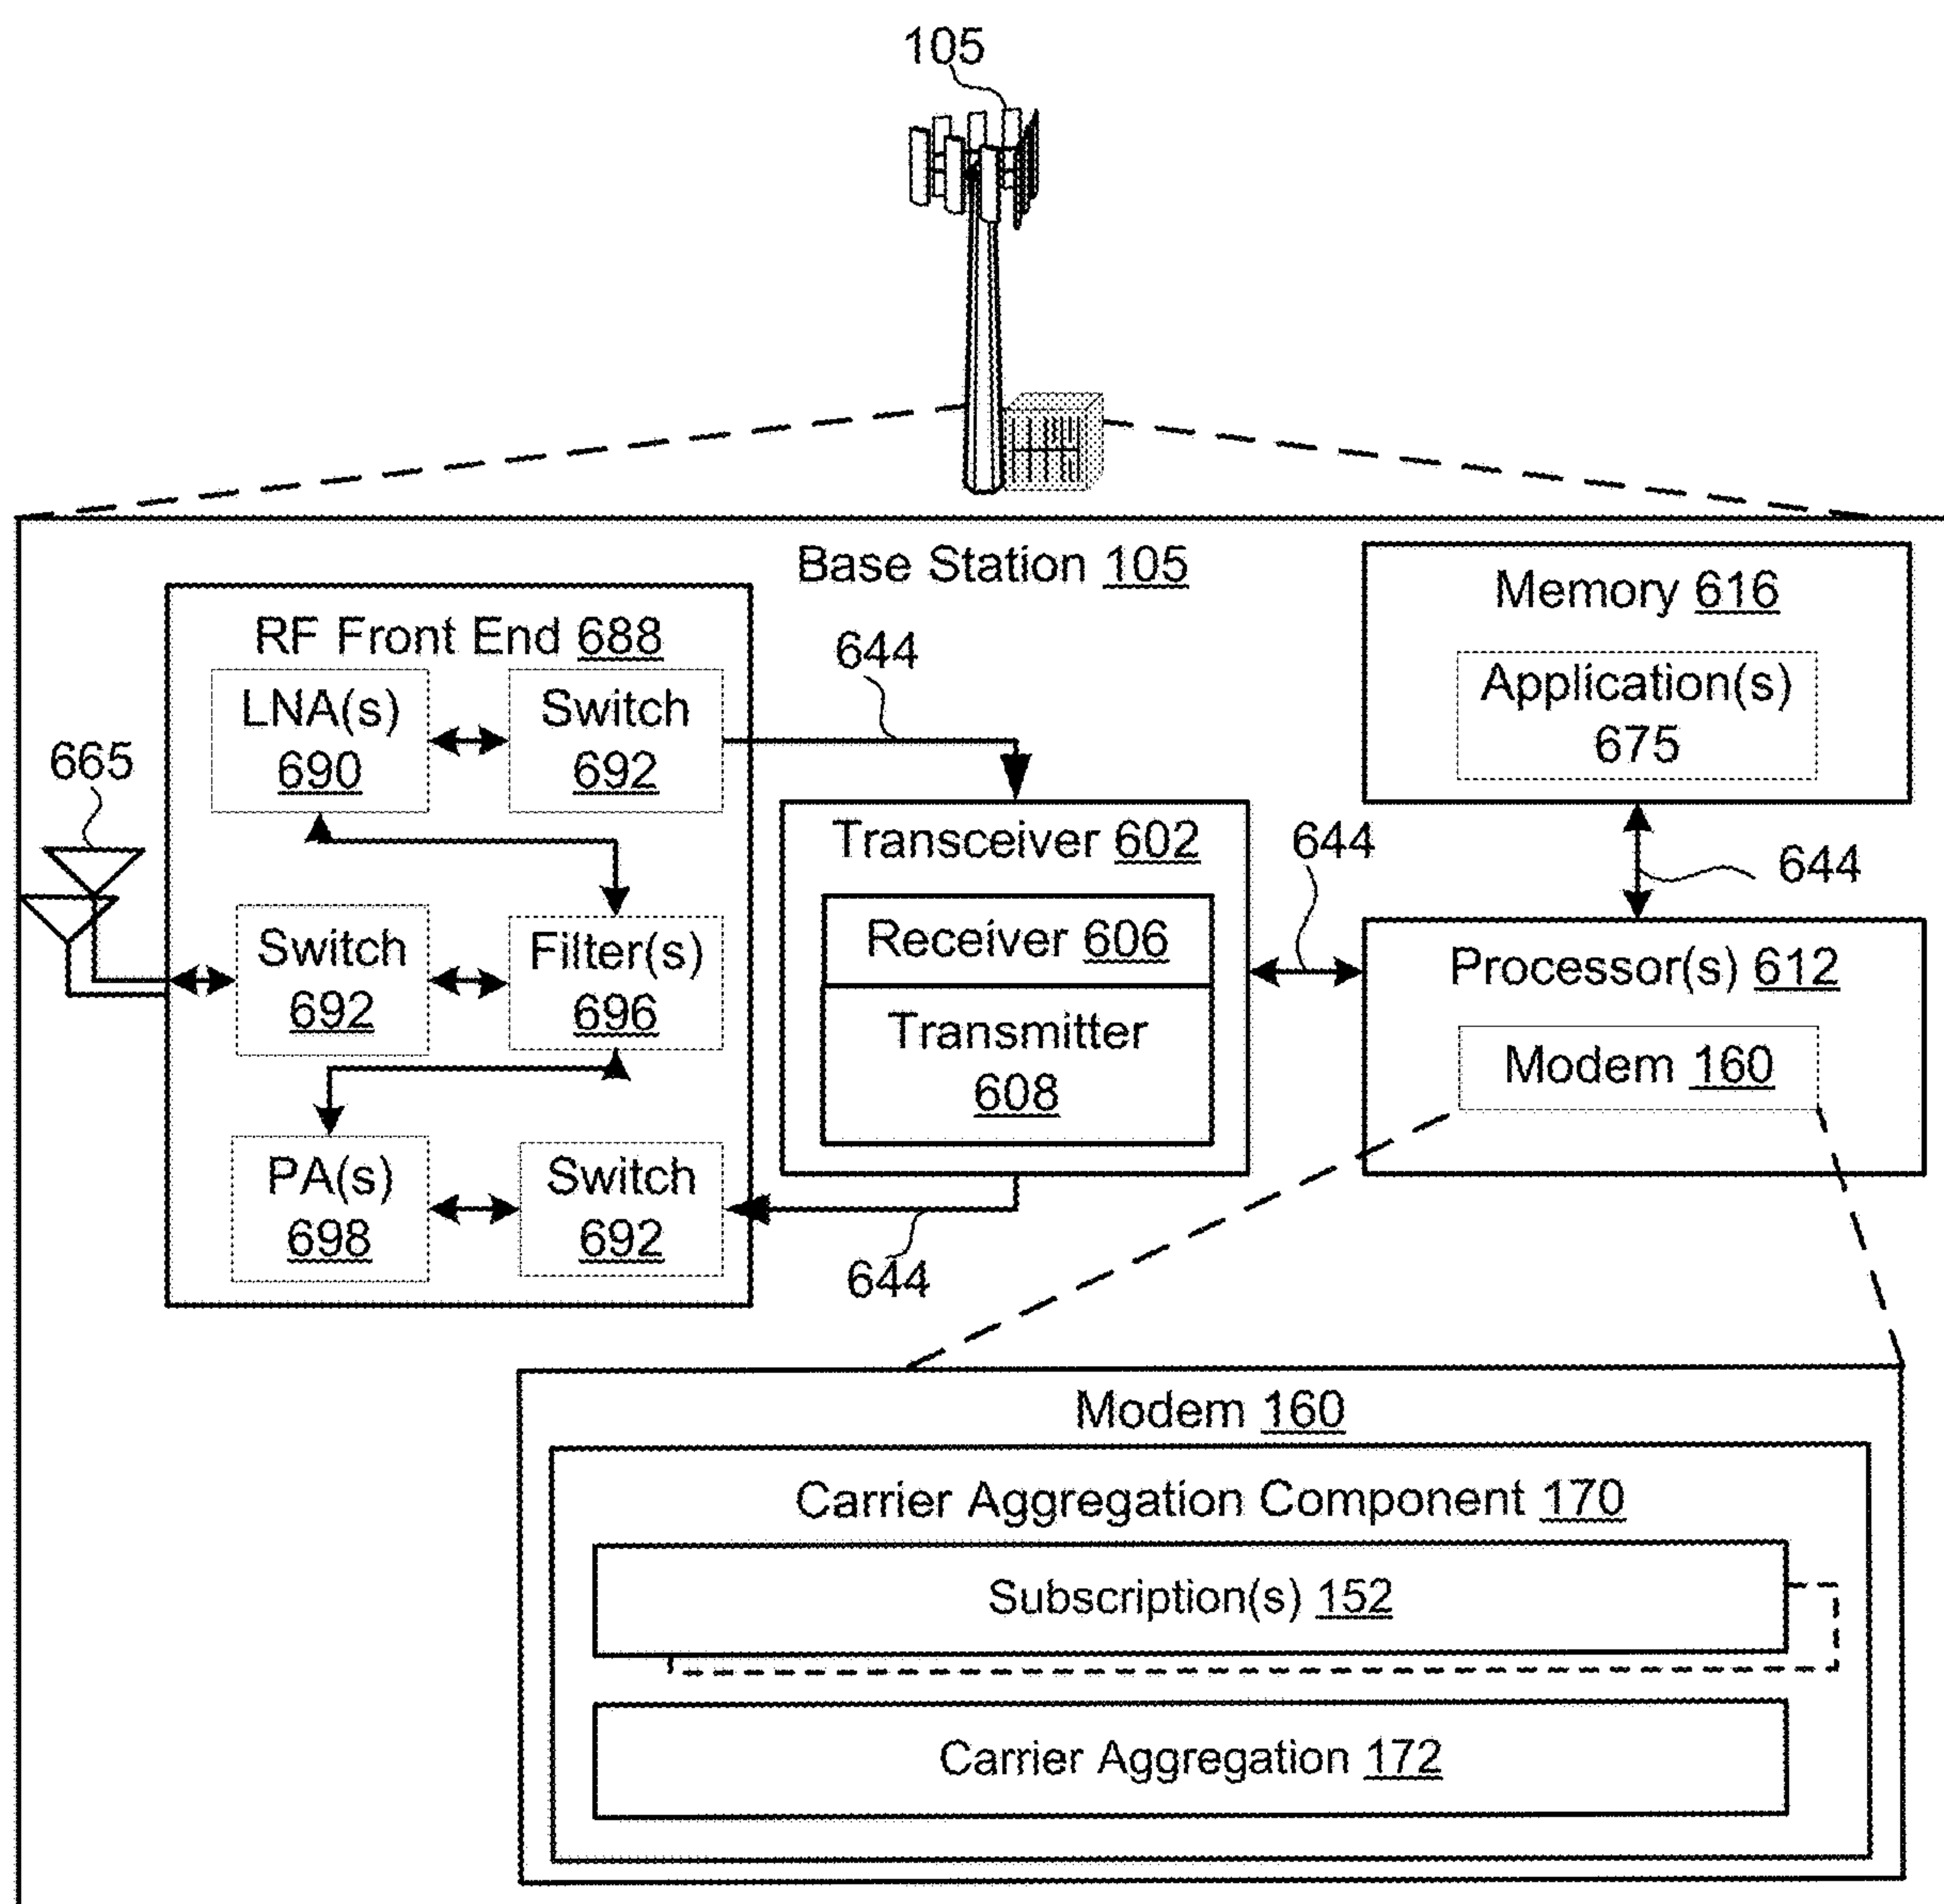 105
Base Station 105
RF Front End 688
LNA(s)
690
Switch
692
644
665
Switch
692
Filter(s)
696
PA(s)
698
Switch
692
644
Transceiver 602
Receiver 606
Transmitter
608
644
Memory 616
Application(s)
675
644
Processor(s) 612
Modem 160
Modem 160
Carrier Aggregation Component 170
Subscription(s) 152
Carrier Aggregation 172